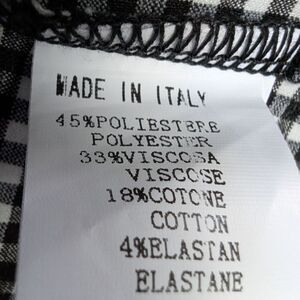 MADE IN ITALY
45%POLIESTERE
POLYESTER
33%VISCOSA
VISCOSE
18%COTONE
COTTON
4%ELASTAN
ELASTANE